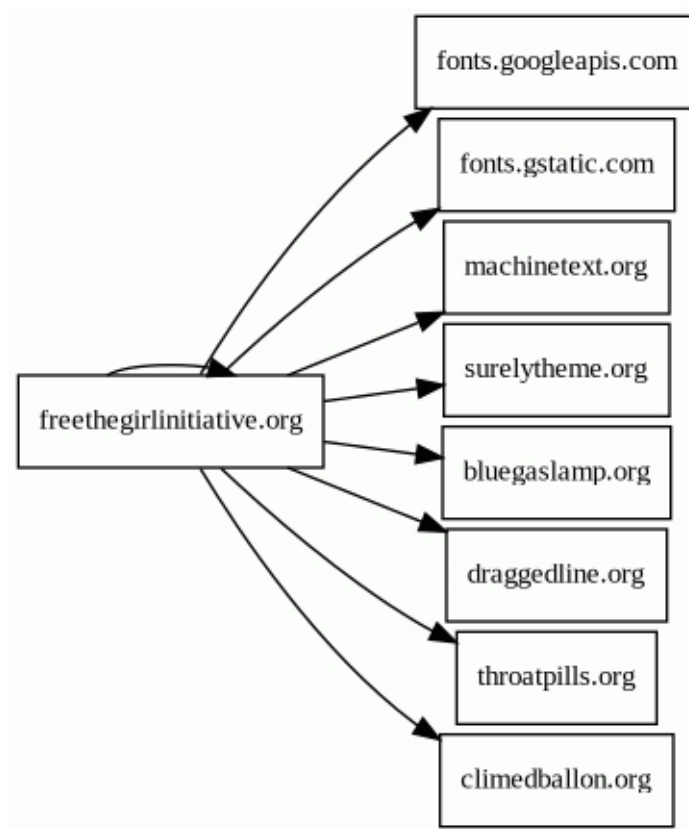 fonts.googleapis.com
fonts.gstatic.com
machinetext.org
surelytheme.org
freethegirlinitiative.org
bluegaslamp.org
draggedline.org
throatpills.org
climedballon.org